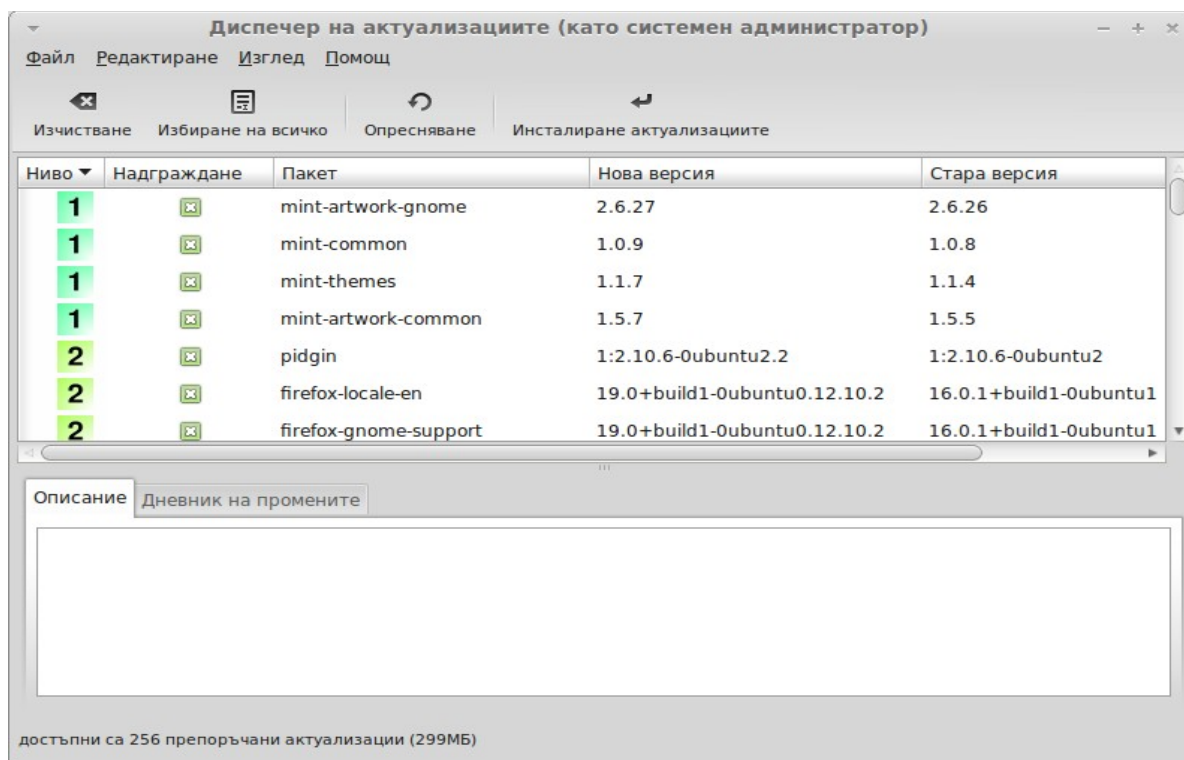 Диспечер на актуализациите (като системен администратор)
Файл Редактиране Изглед Помощ
Изчистване Избиране на всичко Опресняване Инсталиране актуализациите
Ниво Надграждане Пакет Нова версия Стара версия
1 mint-artwork-gnome 2.6.27 2.6.26
1 mint-common 1.0.9 1.0.8
1 mint-themes 1.1.7 1.1.4
1 mint-artwork-common 1.5.7 1.5.5
2 pidgin 1:2.10.6-0ubuntu2.2 1:2.10.6-0ubuntu2
2 firefox-locale-en 19.0+build1-0ubuntu0.12.10.2 16.0.1+build1-0ubuntu1
2 firefox-gnome-support 19.0+build1-0ubuntu0.12.10.2 16.0.1+build1-0ubuntu1
Описание Дневник на промените
достъпни са 256 препоръчани актуализации (299МБ)